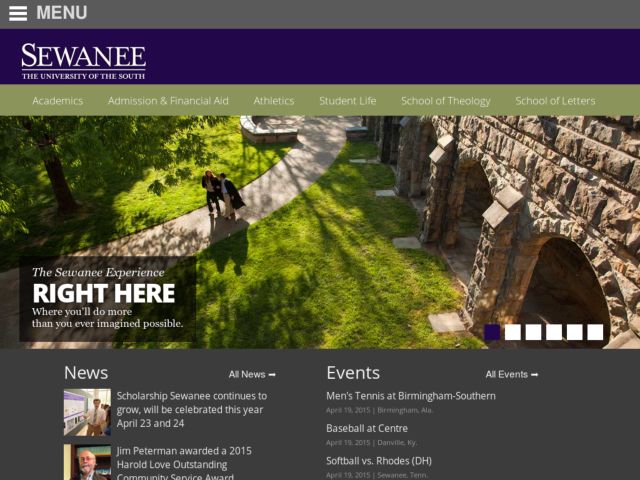 MENU
SEWANEE
THE UNIVERSITY OF THE SOUTH
Academics Admission & Financial Aid Athletics Student Life School of Theology School of Letters
The Sewanee Experience
RIGHT HERE
Where you'll do more
than you ever imagined possible.
News All News ➡
Scholarship Sewanee continues to
grow, will be celebrated this year
April 23 and 24
Jim Peterman awarded a 2015
Harold Love Outstanding
Community Service Award
Events All Events ➡
Men's Tennis at Birmingham-Southern
April 19, 2015 | Birmingham, Ala.
Baseball at Centre
April 19, 2015 | Danville, Ky.
Softball vs. Rhodes (DH)
April 19, 2015 | Sewanee, Tenn.